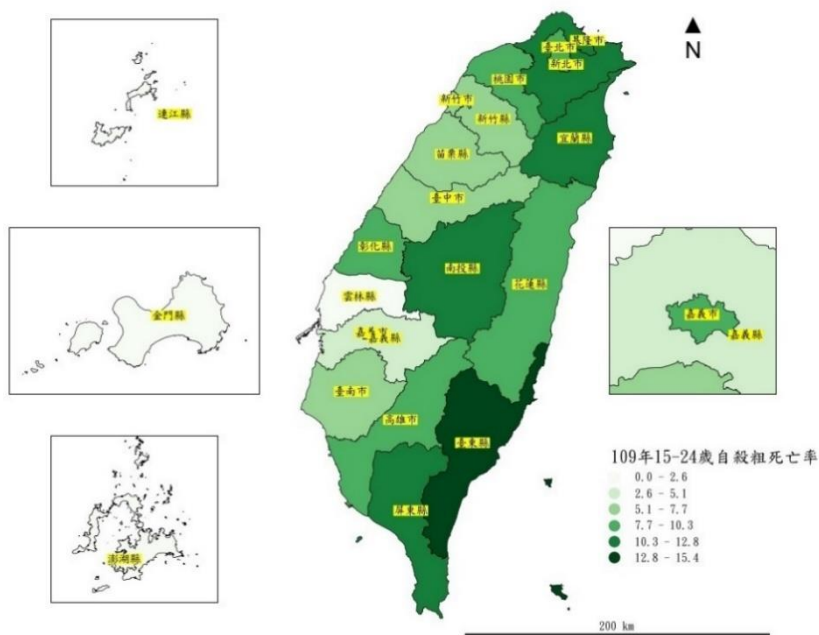 N
連江縣
基隆市
臺北市
新北市
桃園市
新竹市
新竹縣
宜蘭縣
苗栗縣
臺中市
彰化縣
南投縣
花蓮縣
雲林縣
金門縣
嘉義市
嘉義縣
嘉義市
嘉義縣
臺南市
高雄市
臺東縣
屏東縣
澎湖縣
109年15-24歲自殺粗死亡率
0.0 - 2.6
2.6 - 5.1
5.1 - 7.7
7.7 - 10.3
10.3 - 12.8
12.8 - 15.4
200 km